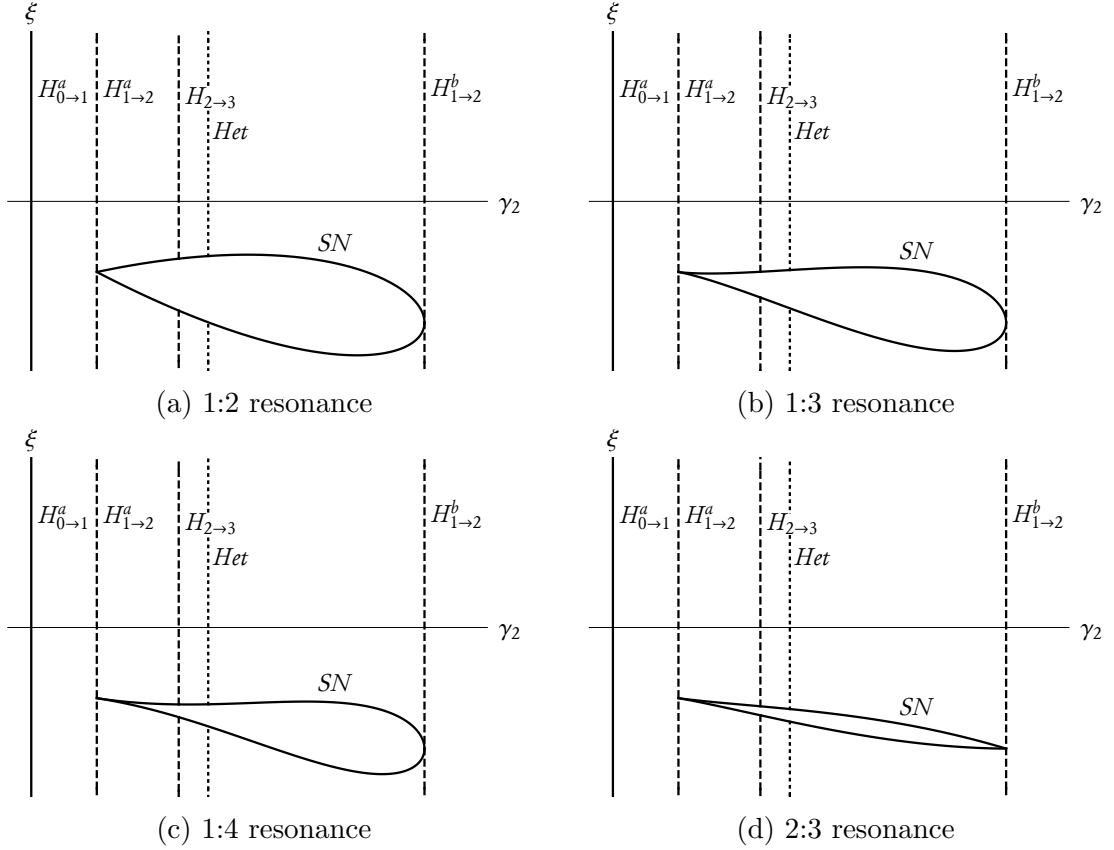 ξ
H^a_{0→1} H^a_{1→2} H_{2→3} Het H^b_{1→2}
γ₂
SN
(a) 1:2 resonance
ξ
H^a_{0→1} H^a_{1→2} H_{2→3} Het H^b_{1→2}
γ₂
SN
(b) 1:3 resonance
ξ
H^a_{0→1} H^a_{1→2} H_{2→3} Het H^b_{1→2}
γ₂
SN
(c) 1:4 resonance
ξ
H^a_{0→1} H^a_{1→2} H_{2→3} Het H^b_{1→2}
γ₂
SN
(d) 2:3 resonance